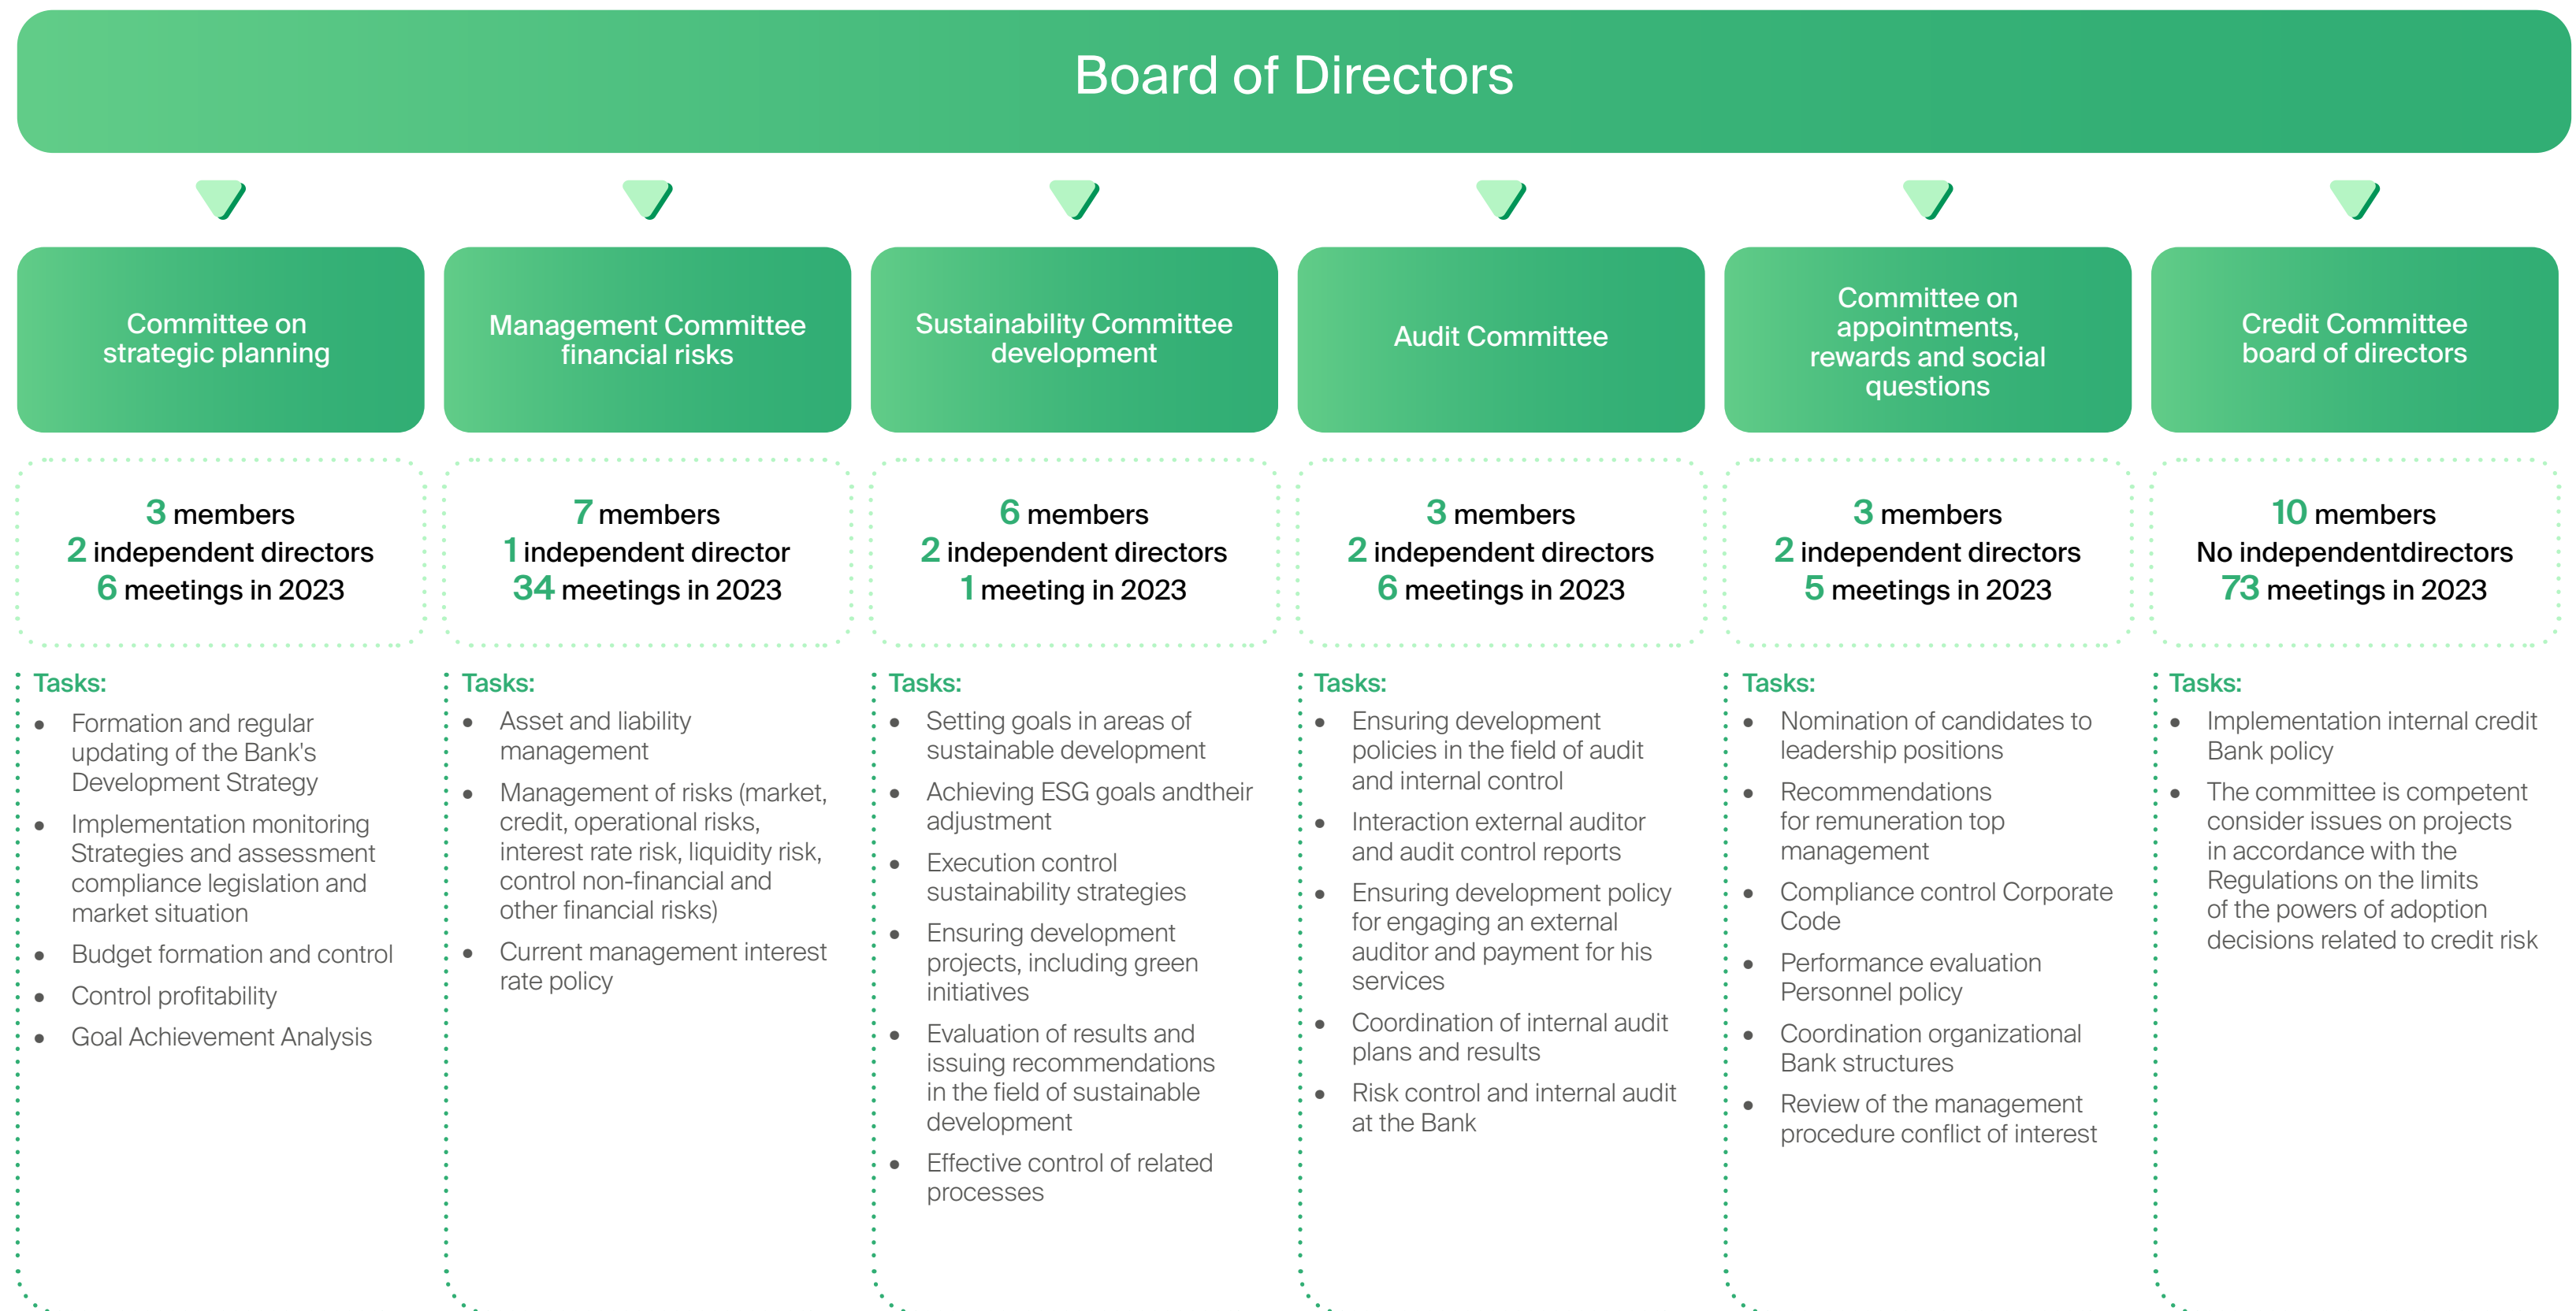 Board of Directors
Committee on
strategic planning
3 members
2 independent directors
6 meetings in 2023
Tasks:
• Formation and regular
updating of the Bank's
Development Strategy
• Implementation monitoring
Strategies and assessment
compliance legislation and
market situation
• Budget formation and control
• Control profitability
• Goal Achievement Analysis
Management Committee
financial risks
7 members
1 independent director
34 meetings in 2023
Tasks:
• Asset and liability
management
• Management of risks (market,
credit, operational risks,
interest rate risk, liquidity risk,
control non-financial and
other financial risks)
• Current management interest
rate policy
Sustainability Committee
development
6 members
2 independent directors
1 meeting in 2023
Tasks:
• Setting goals in areas of
sustainable development
• Achieving ESG goals andtheir
adjustment
• Execution control
sustainability strategies
• Ensuring development
projects, including green
initiatives
• Evaluation of results and
issuing recommendations
in the field of sustainable
development
• Effective control of related
processes
Audit Committee
3 members
2 independent directors
6 meetings in 2023
Tasks:
• Ensuring development
policies in the field of audit
and internal control
• Interaction external auditor
and audit control reports
• Ensuring development policy
for engaging an external
auditor and payment for his
services
• Coordination of internal audit
plans and results
• Risk control and internal audit
at the Bank
Committee on
appointments,
rewards and social
questions
3 members
2 independent directors
5 meetings in 2023
Tasks:
• Nomination of candidates to
leadership positions
• Recommendations
for remuneration top
management
• Compliance control Corporate
Code
• Performance evaluation
Personnel policy
• Coordination organizational
Bank structures
• Review of the management
procedure conflict of interest
Credit Committee
board of directors
10 members
No independentdirectors
73 meetings in 2023
Tasks:
• Implementation internal credit
Bank policy
• The committee is competent
consider issues on projects
in accordance with the
Regulations on the limits
of the powers of adoption
decisions related to credit risk